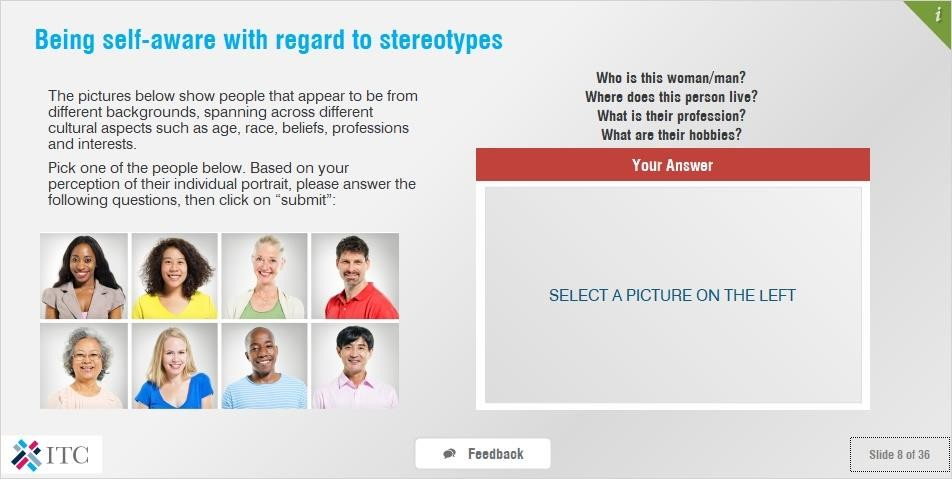 Being self-aware with regard to stereotypes
i
The pictures below show people that appear to be from
different backgrounds, spanning across different
cultural aspects such as age, race, beliefs, professions
and interests.
Pick one of the people below. Based on your
perception of their individual portrait, please answer the
following questions, then click on “submit”:
Who is this woman/man?
Where does this person live?
What is their profession?
What are their hobbies?
Your Answer
SELECT A PICTURE ON THE LEFT
ITC
Feedback
Slide 8 of 36